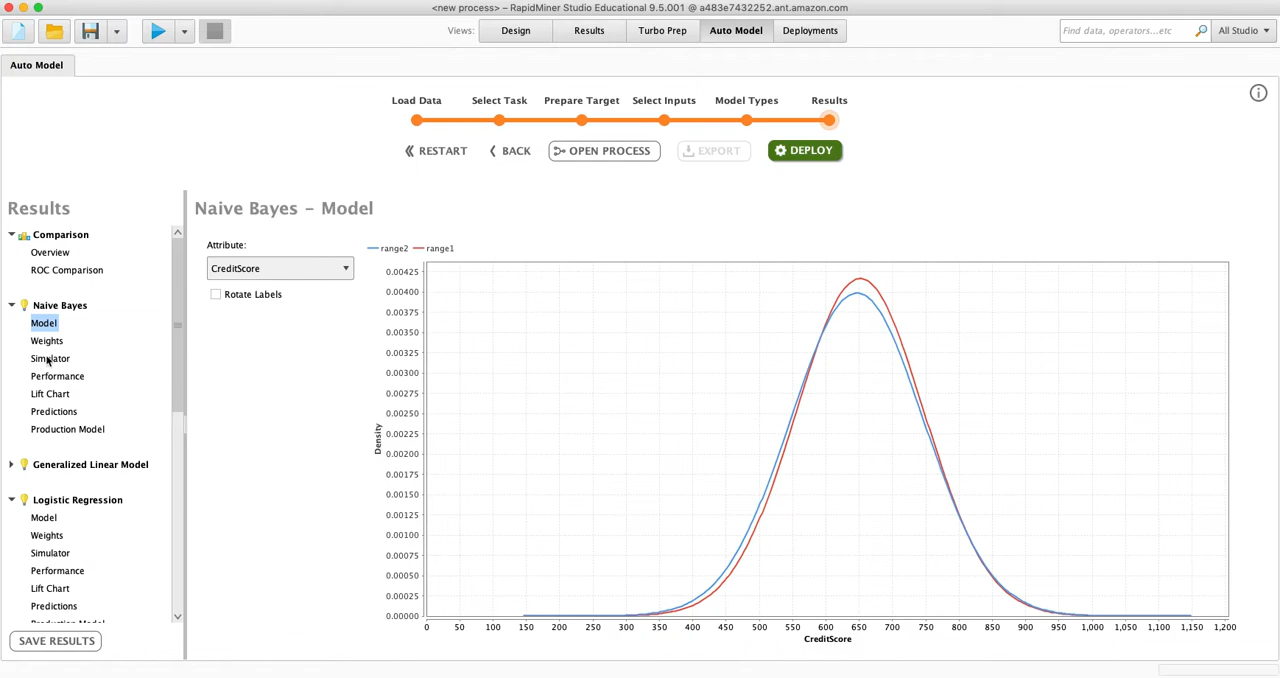 <new process> – RapidMiner Studio Educational 9.5.001 @ a483e7432252.ant.amazon.com
Views: Design Results Turbo Prep Auto Model Deployments Find data, operators...etc All Studio
Auto Model
Load Data Select Task Prepare Target Select Inputs Model Types Results
RESTART BACK OPEN PROCESS EXPORT DEPLOY
Results
Comparison
Overview
ROC Comparison
Naive Bayes
Model
Weights
Simulator
Performance
Lift Chart
Predictions
Production Model
Generalized Linear Model
Logistic Regression
Model
Weights
Simulator
Performance
Lift Chart
Predictions
Production Model
SAVE RESULTS
Naive Bayes – Model
Attribute:
CreditScore
Rotate Labels
range2 range1
Density
0.00425
0.00400
0.00375
0.00350
0.00325
0.00300
0.00275
0.00250
0.00225
0.00200
0.00175
0.00150
0.00125
0.00100
0.00075
0.00050
0.00025
0.00000
0 50 100 150 200 250 300 350 400 450 500 550 600 650 700 750 800 850 900 950 1,000 1,050 1,100 1,150 1,200
CreditScore